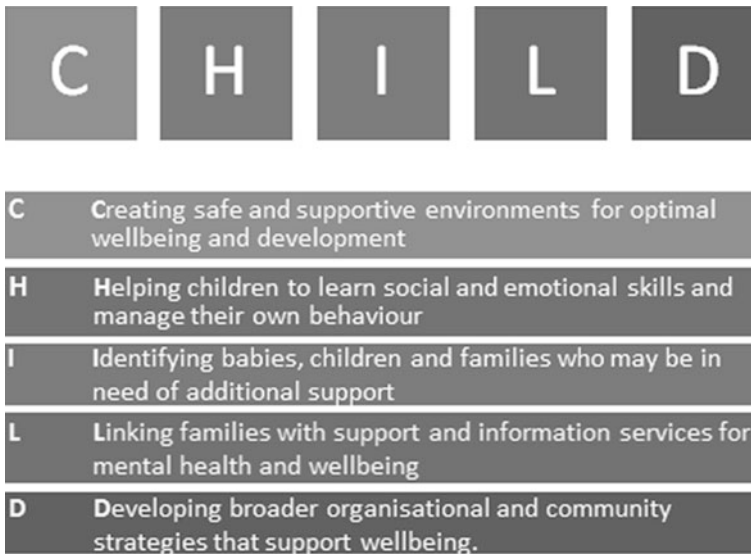 C H I L D
C Creating safe and supportive environments for optimal
wellbeing and development
H Helping children to learn social and emotional skills and
manage their own behaviour
I Identifying babies, children and families who may be in
need of additional support
L Linking families with support and information services for
mental health and wellbeing
D Developing broader organisational and community
strategies that support wellbeing.